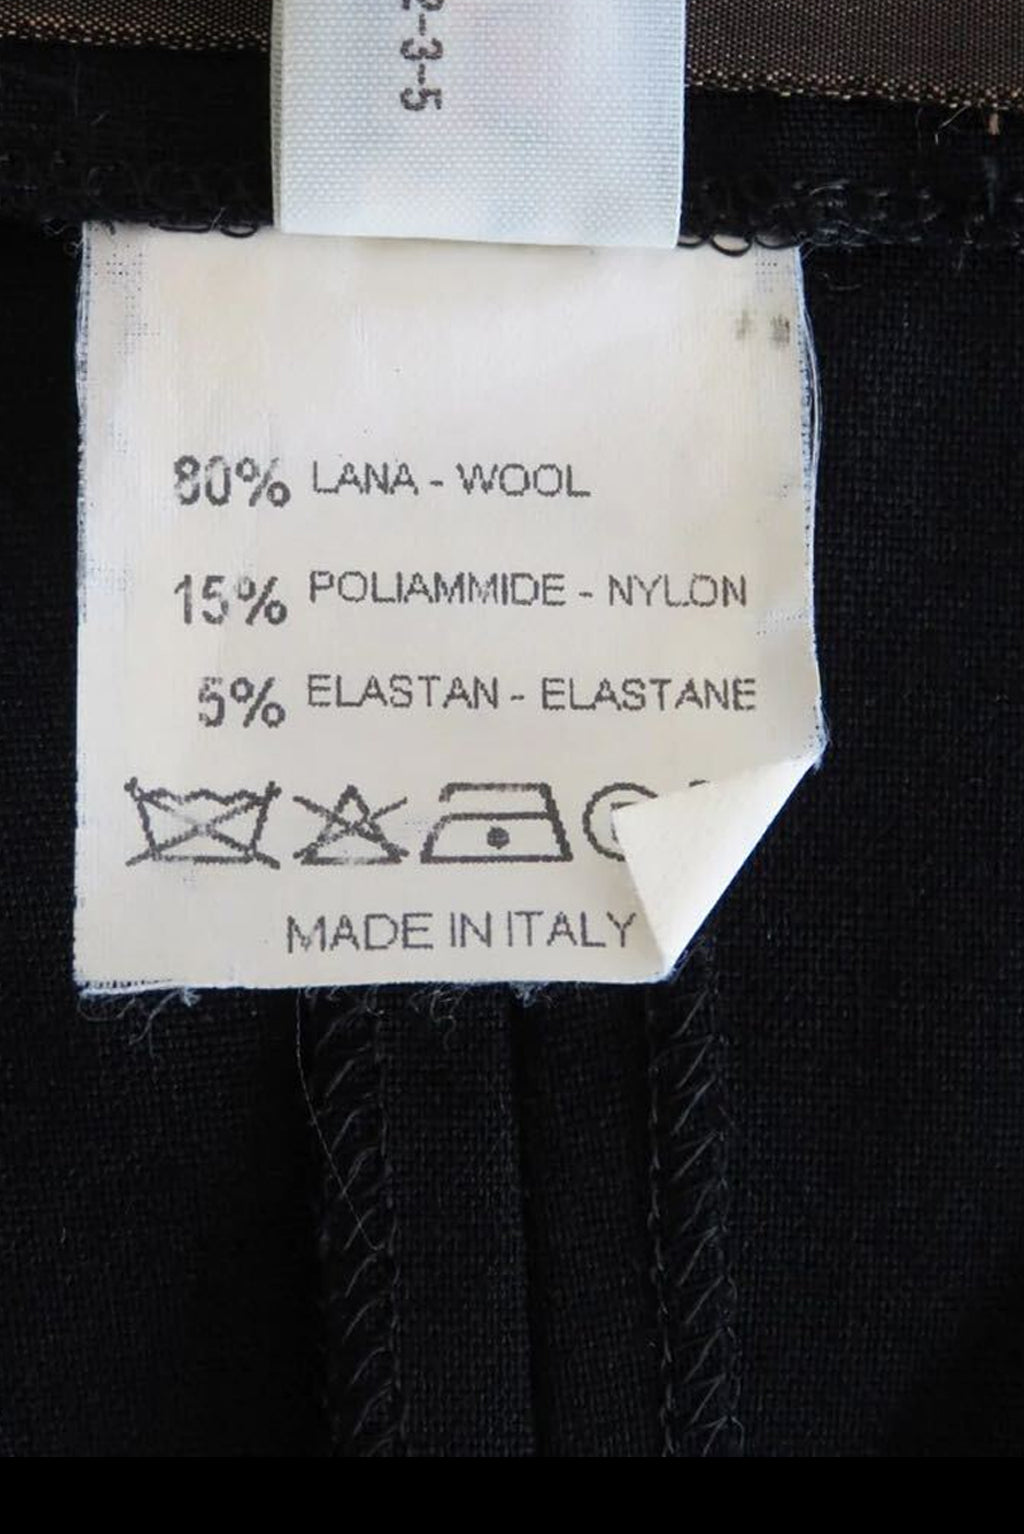 2-3-5
80% LANA - WOOL
15% POLIAMMIDE - NYLON
5% ELASTAN - ELASTANE
MADE IN ITALY